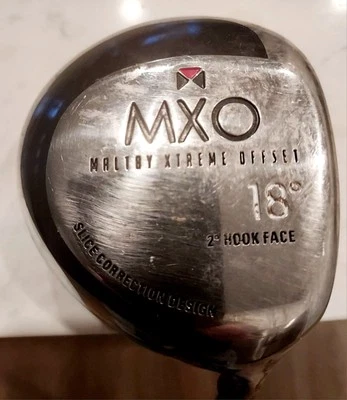 MXO
MALTBY XTREME OFFSET
18°
2° HOOK FACE
SLICE CORRECTION DESIGN